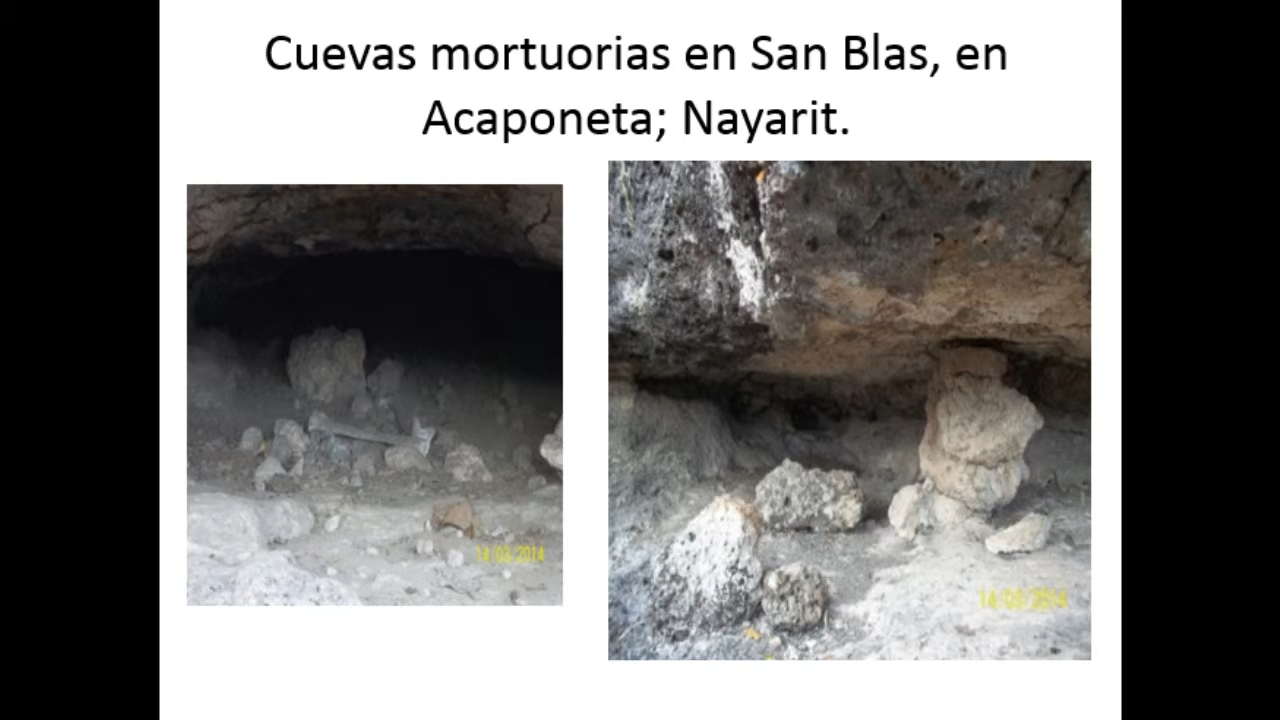 Cuevas mortuorias en San Blas, en
Acaponeta; Nayarit.
14/03/2014
14/03/2014